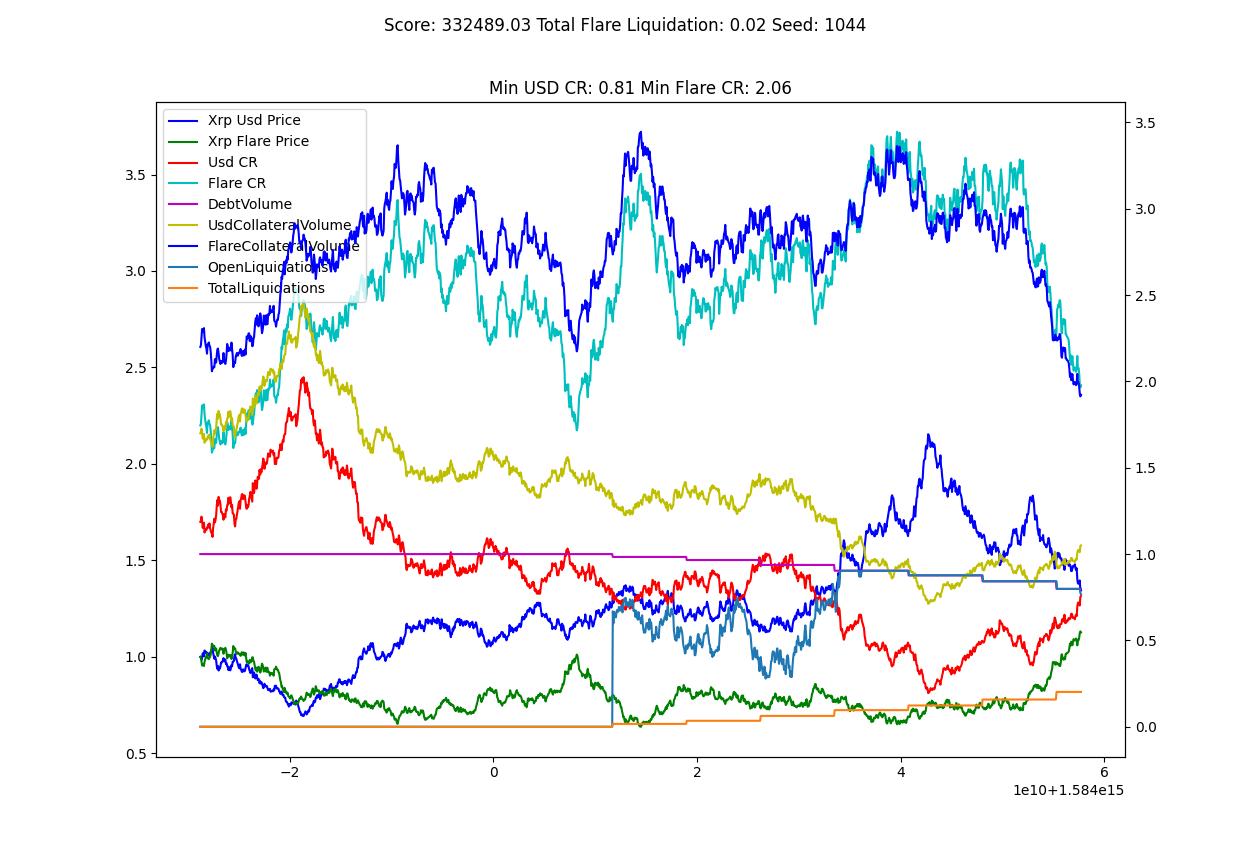 Score: 332489.03 Total Flare Liquidation: 0.02 Seed: 1044
Min USD CR: 0.81 Min Flare CR: 2.06
Xrp Usd Price
Xrp Flare Price
Usd CR
Flare CR
DebtVolume
UsdCollateralVolume
FlareCollateralVolume
OpenLiquidations
TotalLiquidations
3.5
3.0
2.5
2.0
1.5
1.0
0.5
3.5
3.0
2.5
2.0
1.5
1.0
0.5
0.0
−2 0 2 4 6
1e10+1.584e15